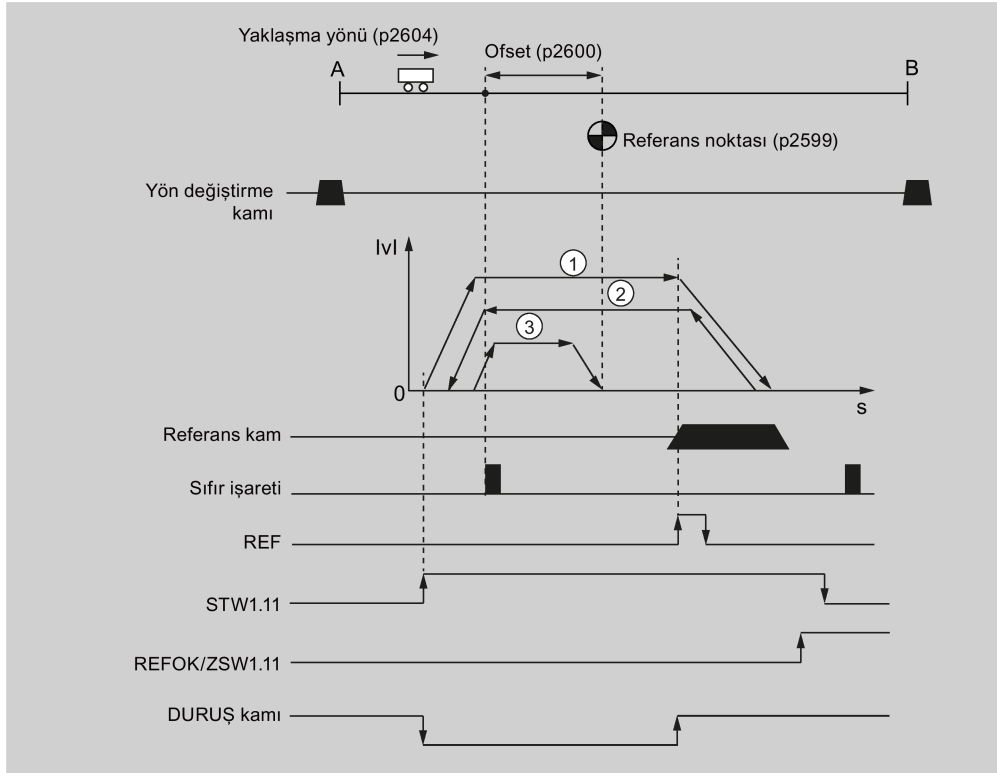 Yaklaşma yönü (p2604)
Ofset (p2600)
A
B
Referans noktası (p2599)
Yön değiştirme
kamı
IvI
1
2
3
0
s
Referans kam
Sıfır işareti
REF
STW1.11
REFOK/ZSW1.11
DURUŞ kamı